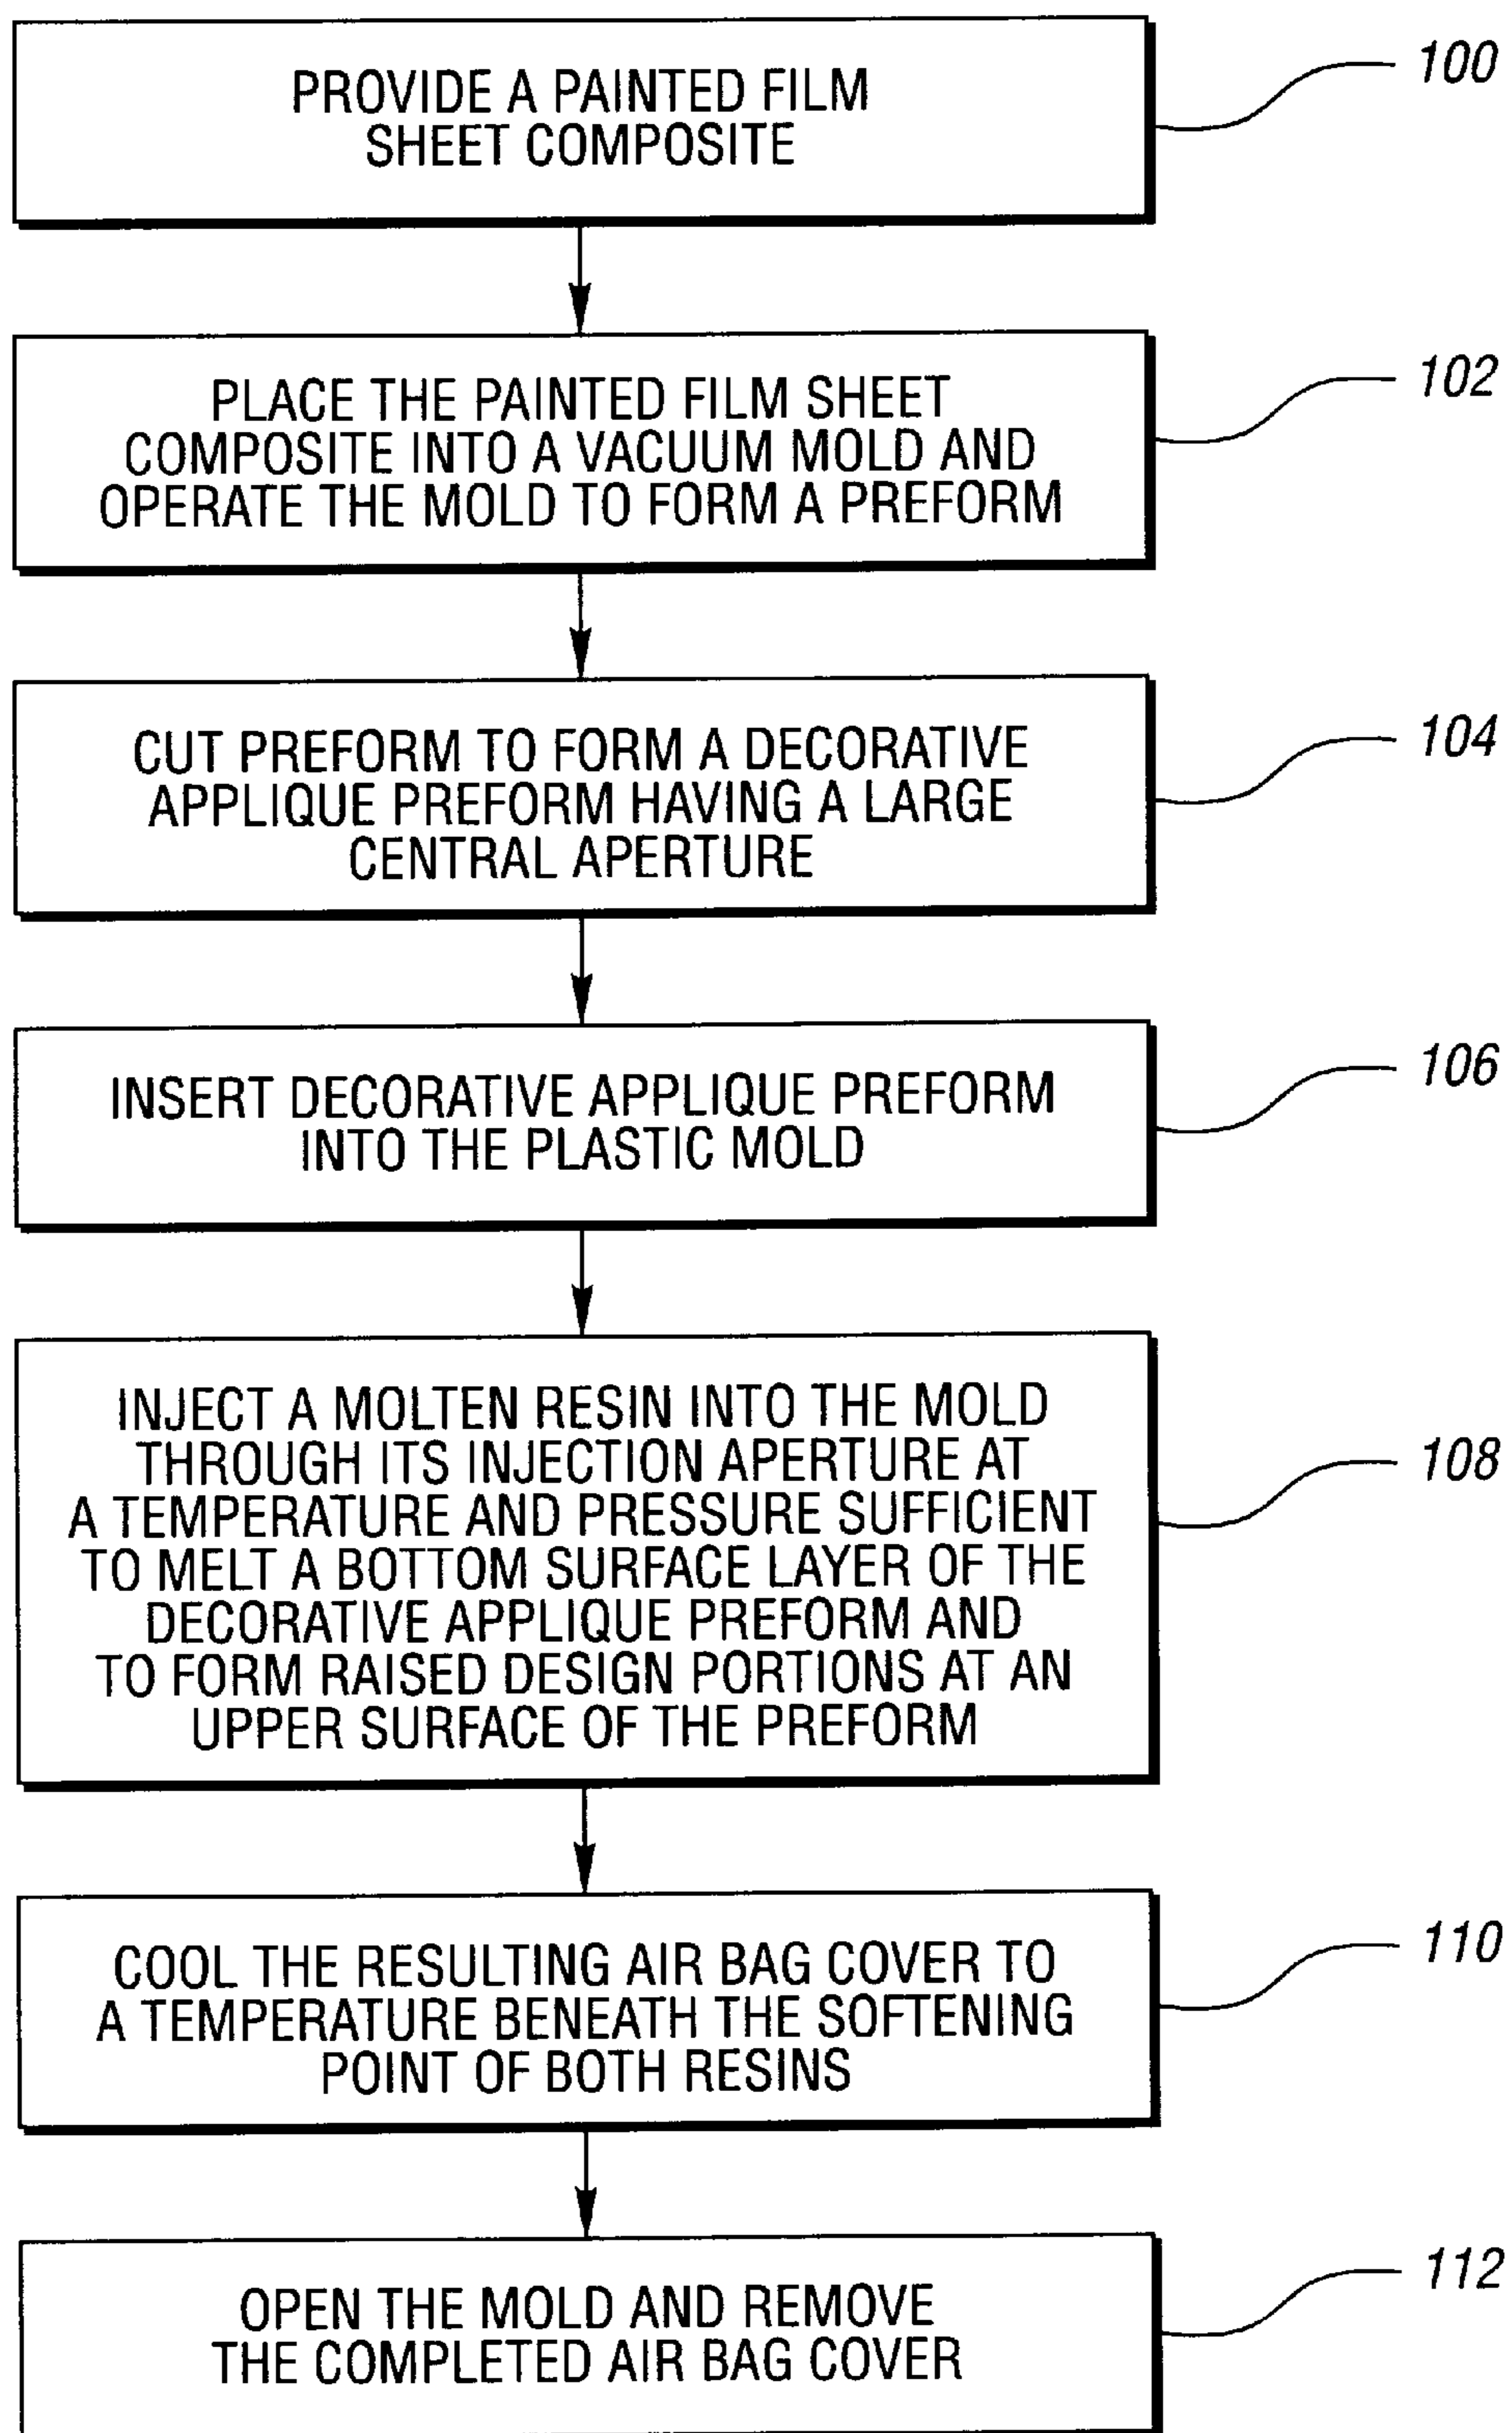 PROVIDE A PAINTED FILM
SHEET COMPOSITE
100
PLACE THE PAINTED FILM SHEET
COMPOSITE INTO A VACUUM MOLD AND
OPERATE THE MOLD TO FORM A PREFORM
102
CUT PREFORM TO FORM A DECORATIVE
APPLIQUE PREFORM HAVING A LARGE
CENTRAL APERTURE
104
INSERT DECORATIVE APPLIQUE PREFORM
INTO THE PLASTIC MOLD
106
INJECT A MOLTEN RESIN INTO THE MOLD
THROUGH ITS INJECTION APERTURE AT
A TEMPERATURE AND PRESSURE SUFFICIENT
TO MELT A BOTTOM SURFACE LAYER OF THE
DECORATIVE APPLIQUE PREFORM AND
TO FORM RAISED DESIGN PORTIONS AT AN
UPPER SURFACE OF THE PREFORM
108
COOL THE RESULTING AIR BAG COVER TO
A TEMPERATURE BENEATH THE SOFTENING
POINT OF BOTH RESINS
110
OPEN THE MOLD AND REMOVE
THE COMPLETED AIR BAG COVER
112